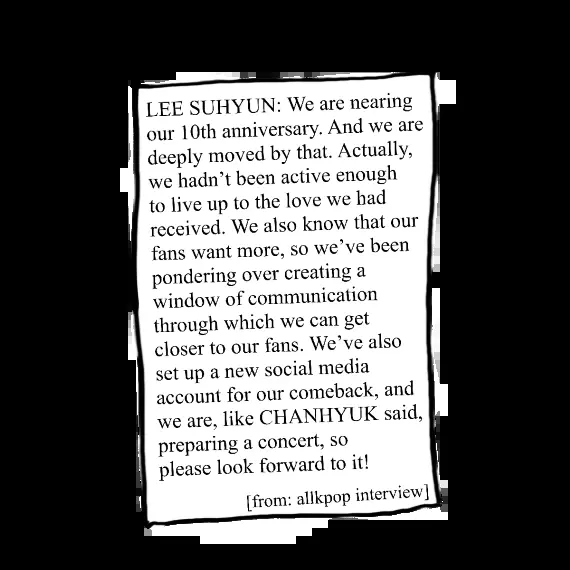 LEE SUHYUN: We are nearing
our 10th anniversary. And we are
deeply moved by that. Actually,
we hadn't been active enough
to live up to the love we had
received. We also know that our
fans want more, so we've been
pondering over creating a
window of communication
through which we can get
closer to our fans. We've also
set up a new social media
account for our comeback, and
we are, like CHANHYUK said,
preparing a concert, so
please look forward to it!
[from: allkpop interview]